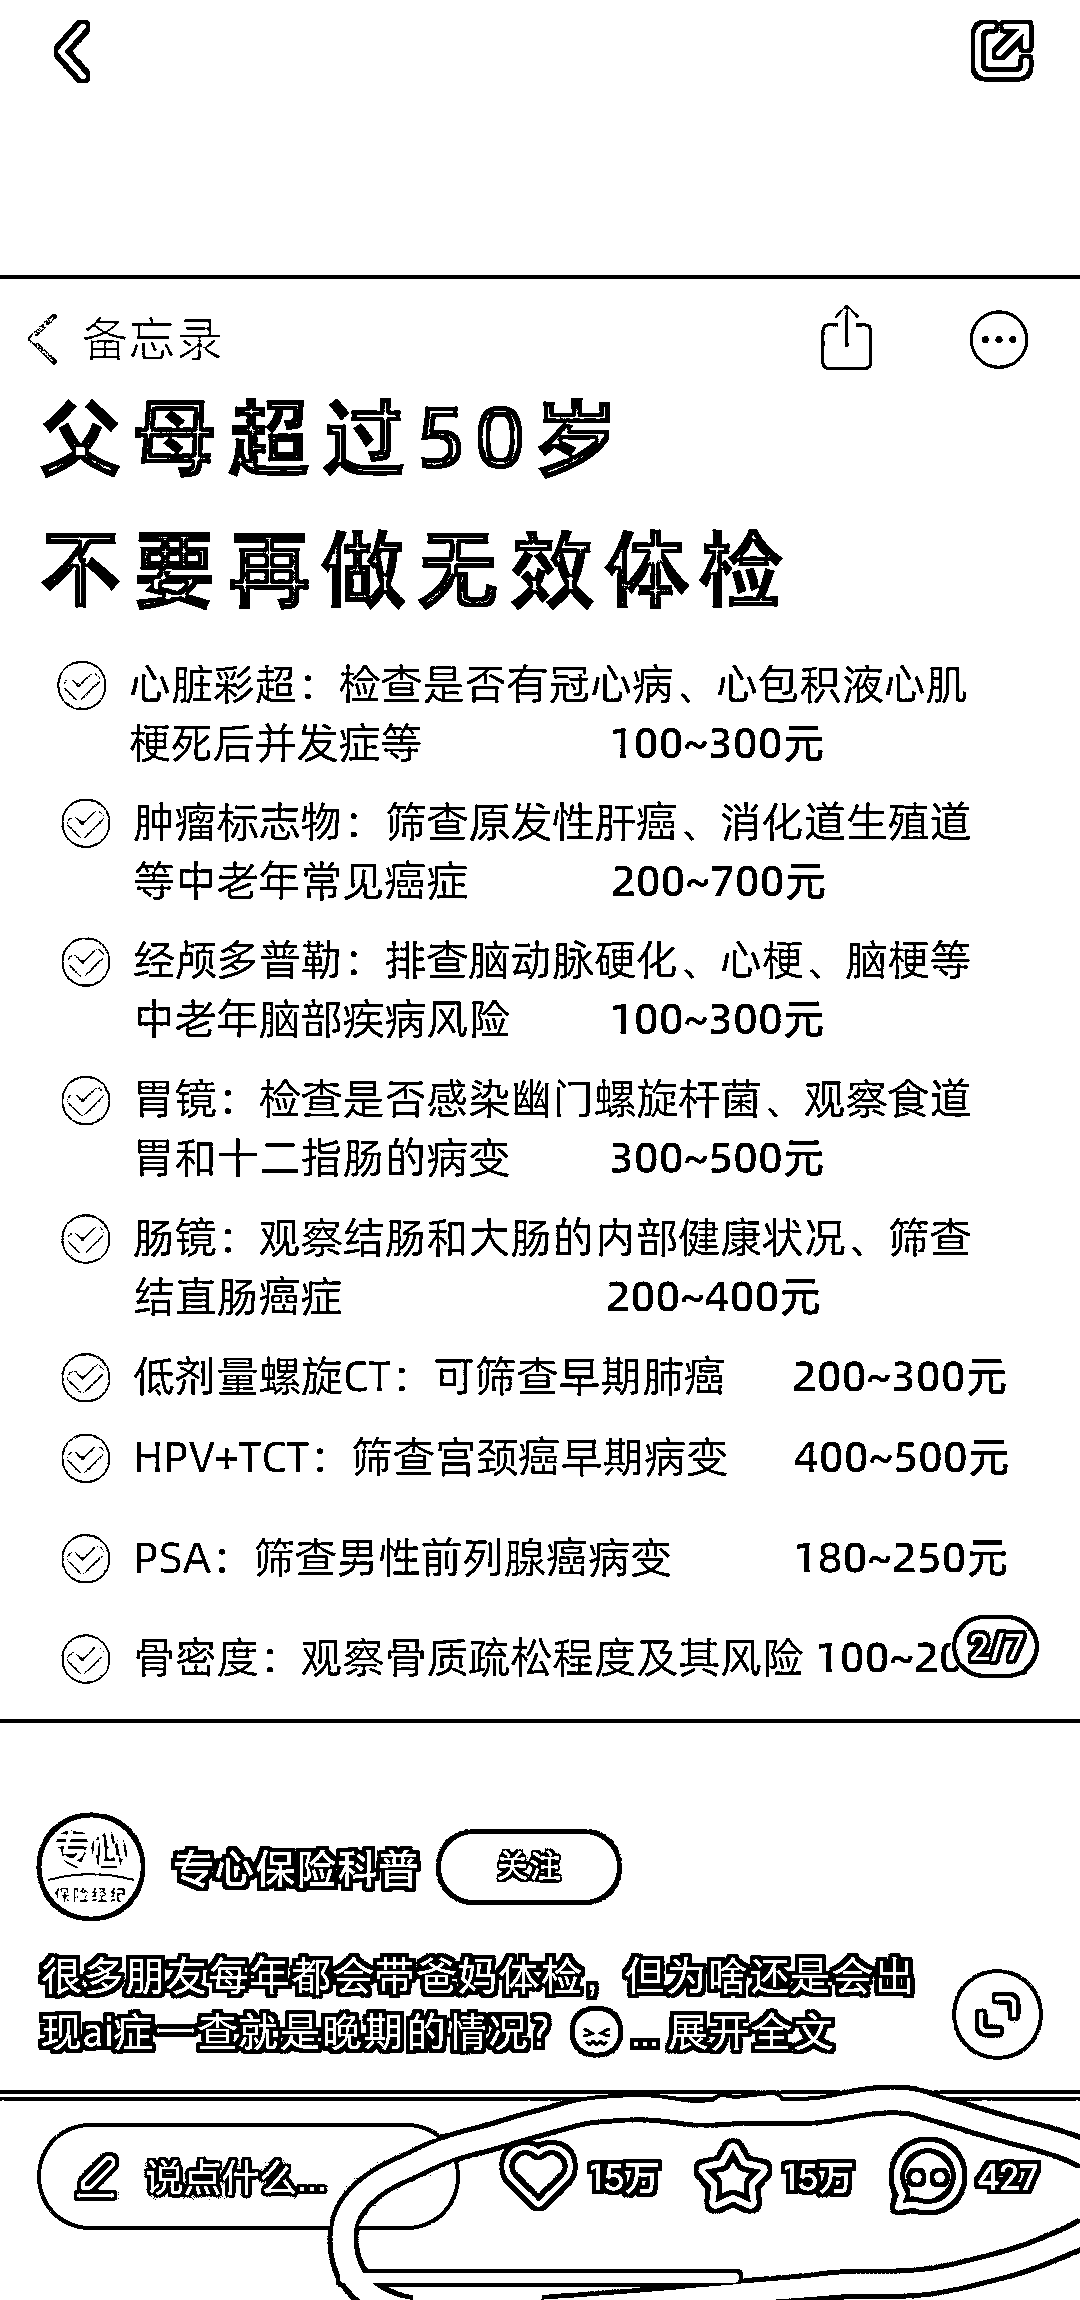 备忘录
父母超过50岁
不要再做无效体检
心脏彩超：检查是否有冠心病、心包积液心肌
梗死后并发症等 100~300元
肿瘤标志物：筛查原发性肝癌、消化道生殖道
等中老年常见癌症 200~700元
经颅多普勒：排查脑动脉硬化、心梗、脑梗等
中老年脑部疾病风险 100~300元
胃镜：检查是否感染幽门螺旋杆菌、观察食道
胃和十二指肠的病变 300~500元
肠镜：观察结肠和大肠的内部健康状况、筛查
结直肠癌症 200~400元
低剂量螺旋CT：可筛查早期肺癌 200~300元
HPV+TCT：筛查宫颈癌早期病变 400~500元
PSA：筛查男性前列腺癌病变 180~250元
骨密度：观察骨质疏松程度及其风险 100~20
2/7
专心
保险经纪
专心保险科普 关注
很多朋友每年都会带爸妈体检，但为啥还是会出
现ai症一查就是晚期的情况？ ... 展开全文
说点什么... 15万 15万 427